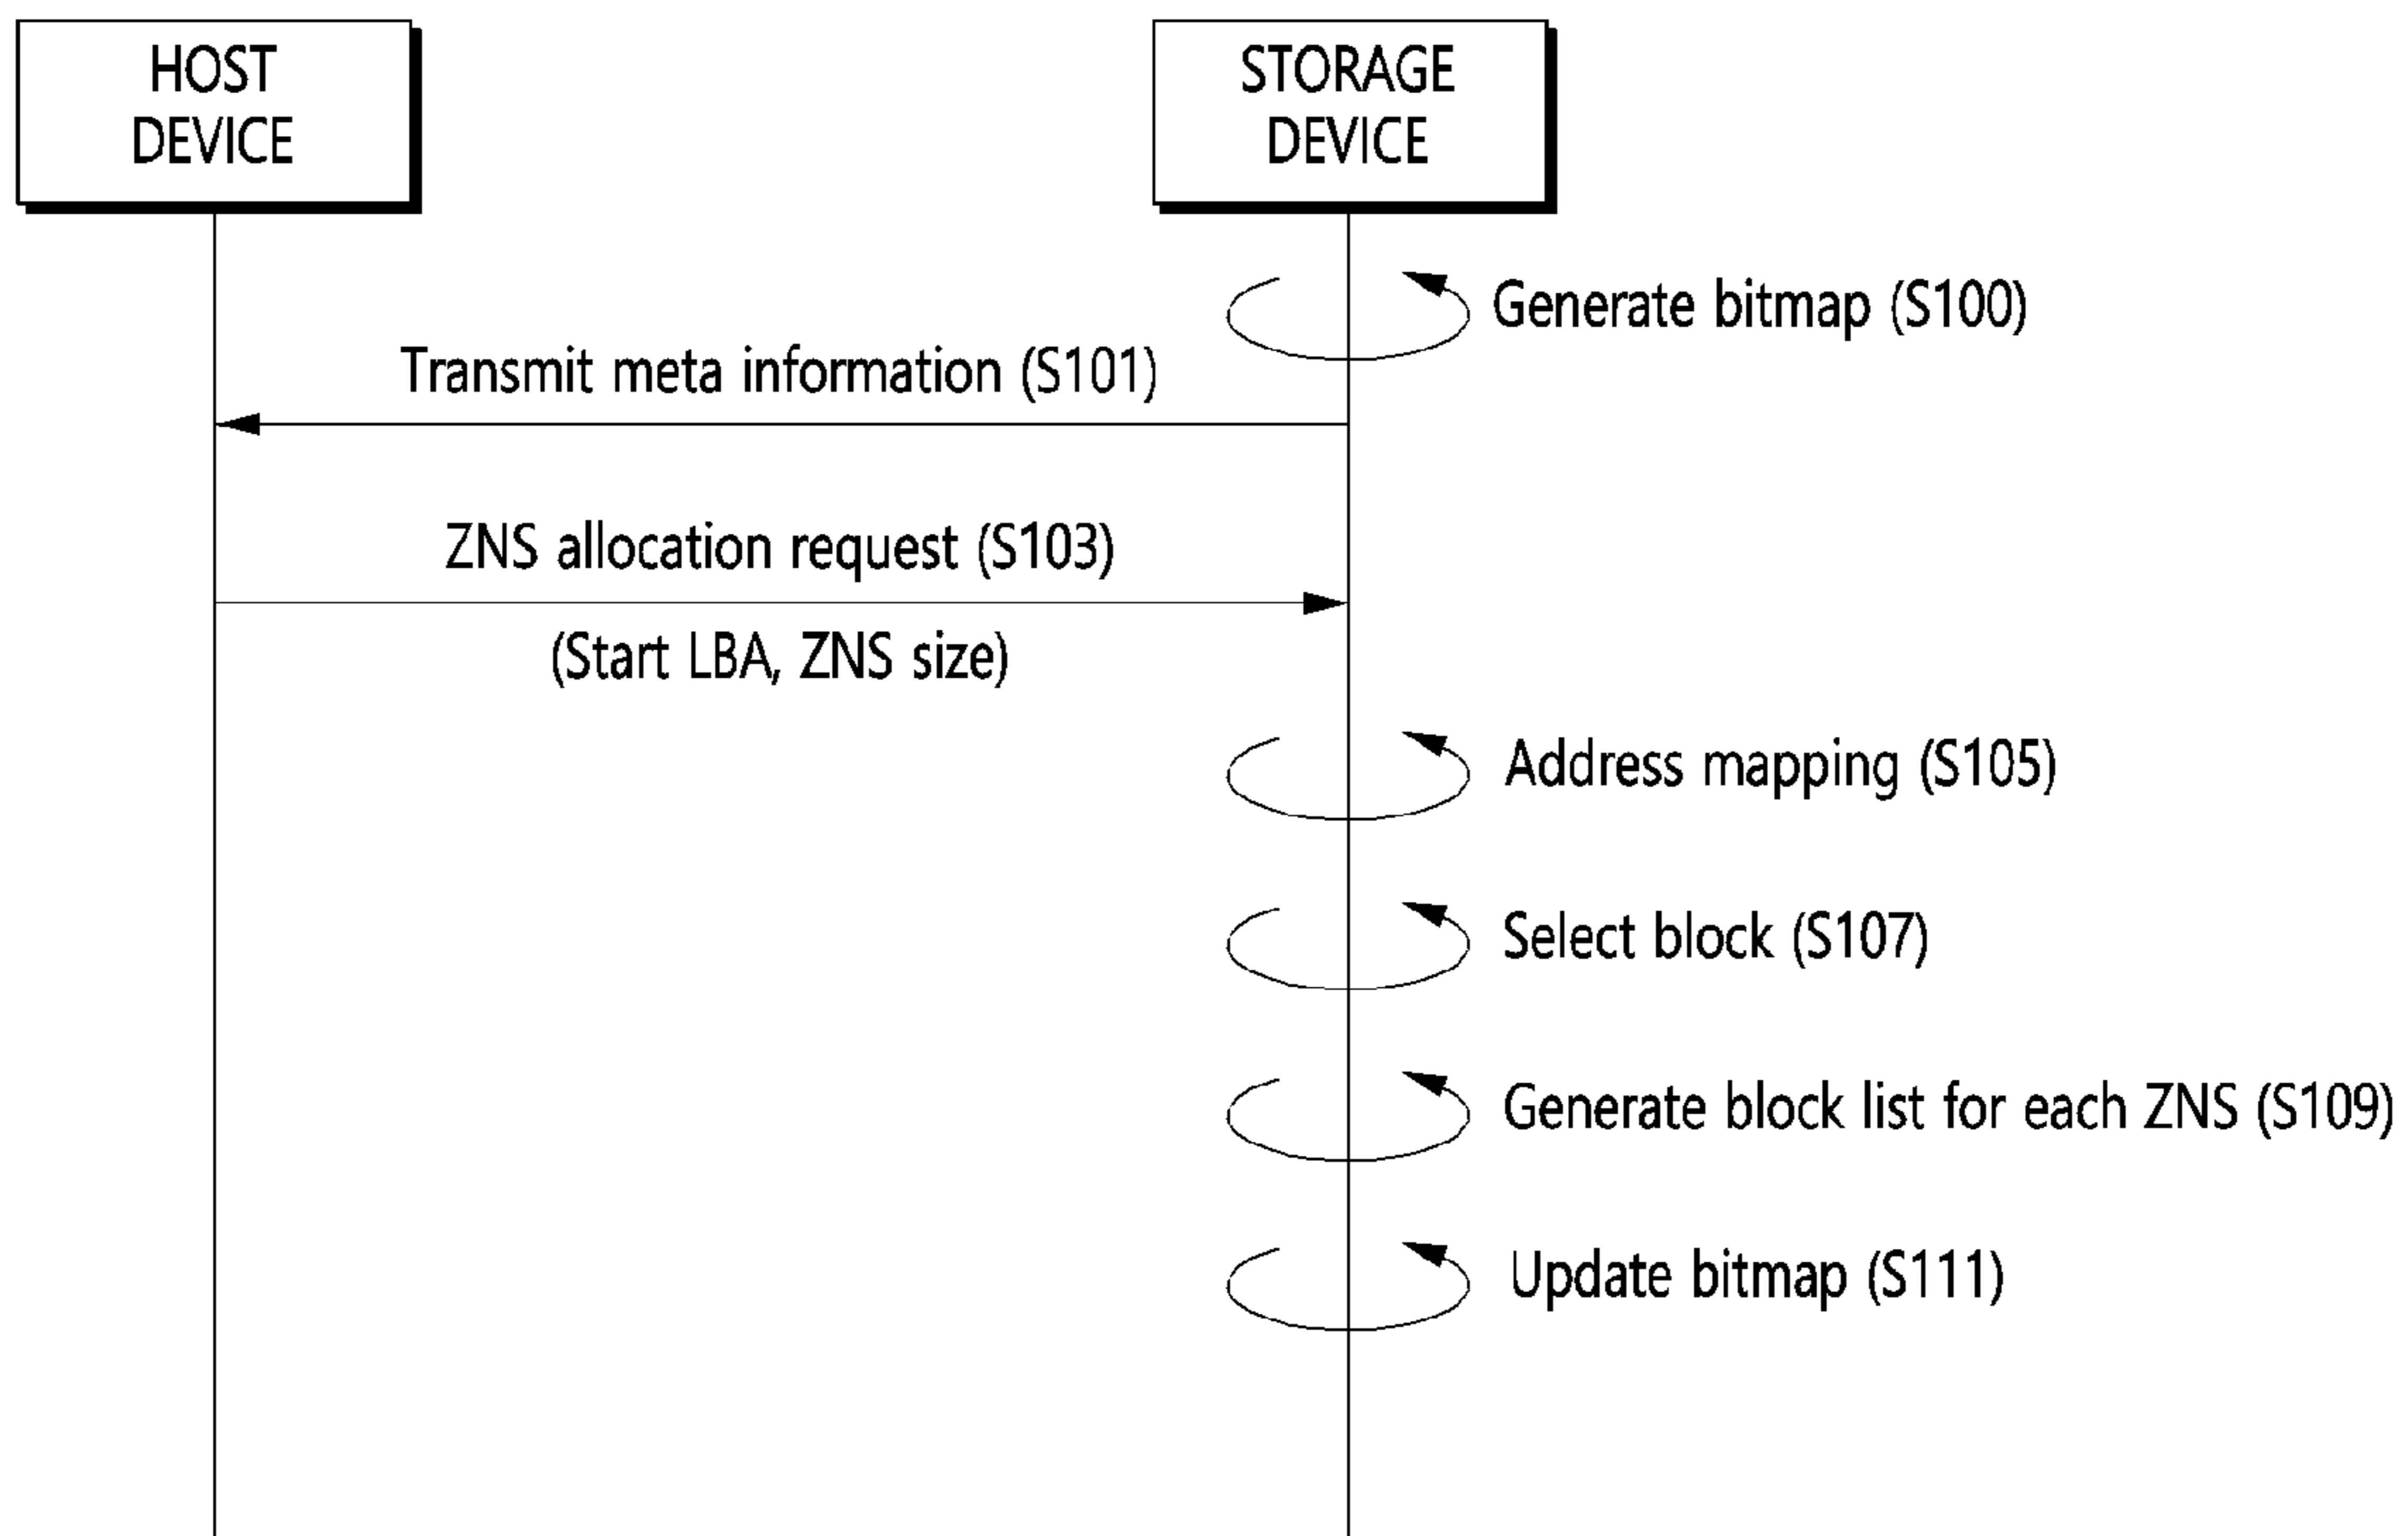 HOST
DEVICE
STORAGE
DEVICE
Generate bitmap (S100)
Transmit meta information (S101)
ZNS allocation request (S103)
(Start LBA, ZNS size)
Address mapping (S105)
Select block (S107)
Generate block list for each ZNS (S109)
Update bitmap (S111)